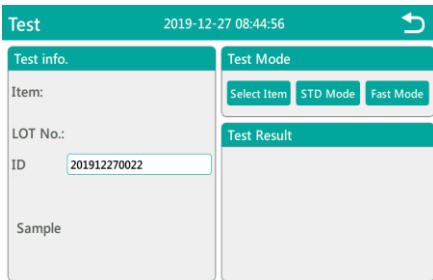 Test
2019-12-27 08:44:56
Test info.
Item:
LOT No.:
ID 201912270022
Sample
Test Mode
Select Item
STD Mode
Fast Mode
Test Result